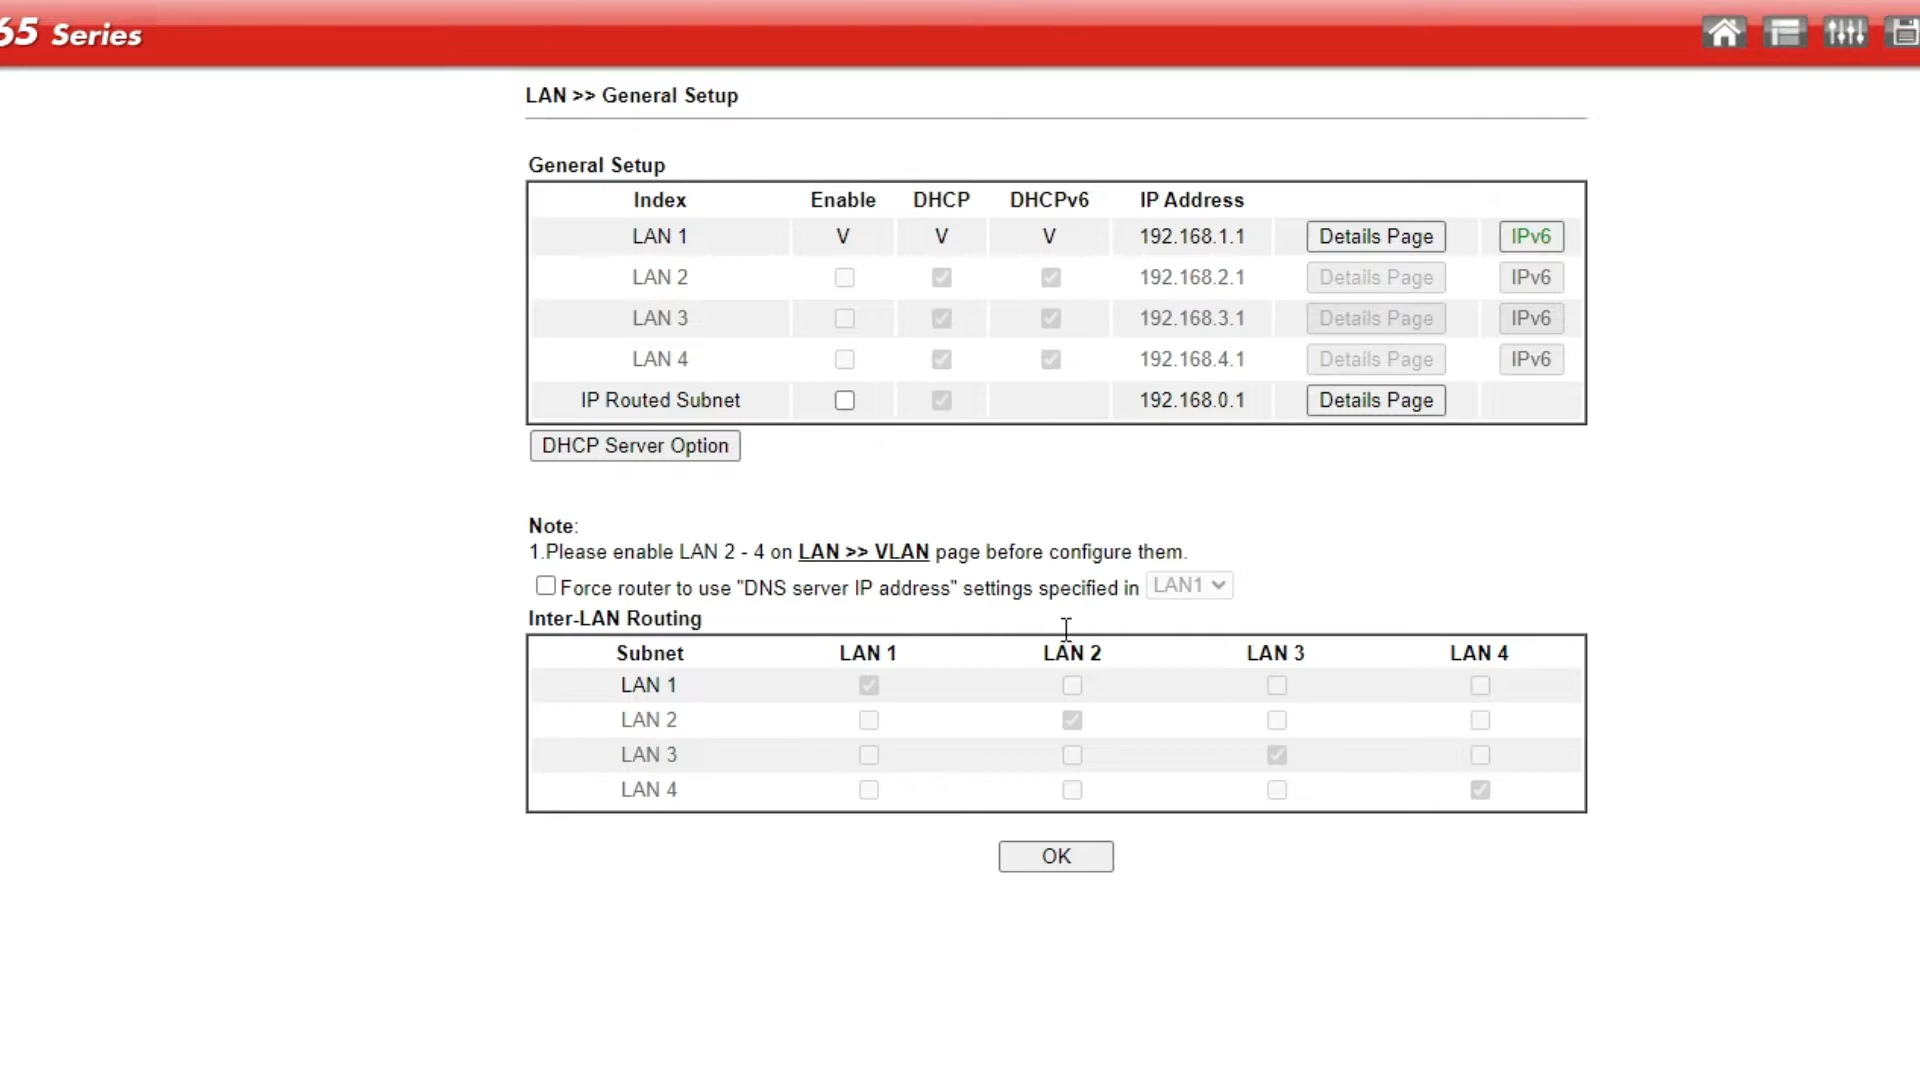 65 Series
LAN >> General Setup
General Setup
Index Enable DHCP DHCPv6 IP Address
LAN 1 V V V 192.168.1.1 Details Page IPv6
LAN 2 192.168.2.1 Details Page IPv6
LAN 3 192.168.3.1 Details Page IPv6
LAN 4 192.168.4.1 Details Page IPv6
IP Routed Subnet 192.168.0.1 Details Page
DHCP Server Option
Note:
1.Please enable LAN 2 - 4 on LAN >> VLAN page before configure them.
Force router to use "DNS server IP address" settings specified in LAN1
Inter-LAN Routing
Subnet LAN 1 LAN 2 LAN 3 LAN 4
LAN 1
LAN 2
LAN 3
LAN 4
OK